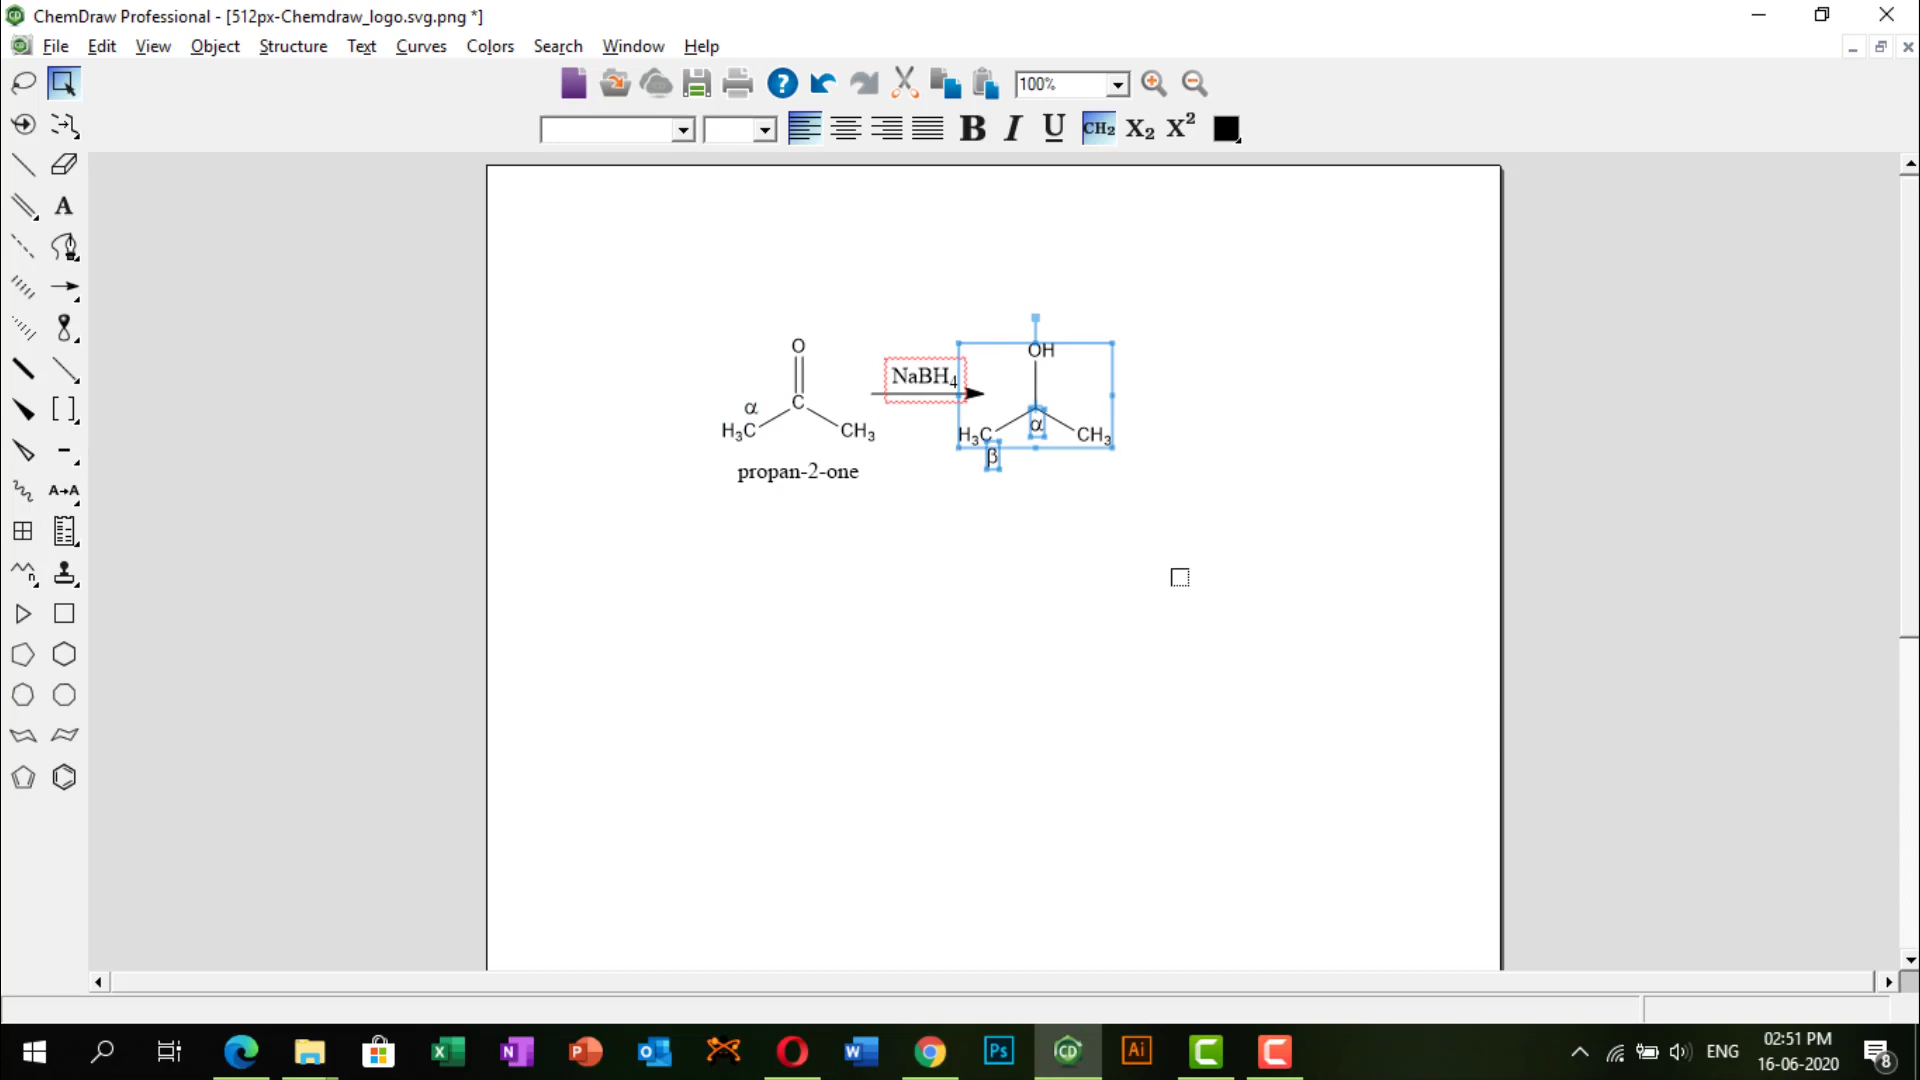 ChemDraw Professional - [512px-Chemdraw_logo.svg.png *]
File Edit View Object Structure Text Curves Colors Search Window Help
100%
B I U CH₂ X₂ X²
A
A→A
n
O
α
C
H₃C CH₃
propan-2-one
NaBH₄
OH
α
H₃C CH₃
β
ENG
02:51 PM
16-06-2020
8